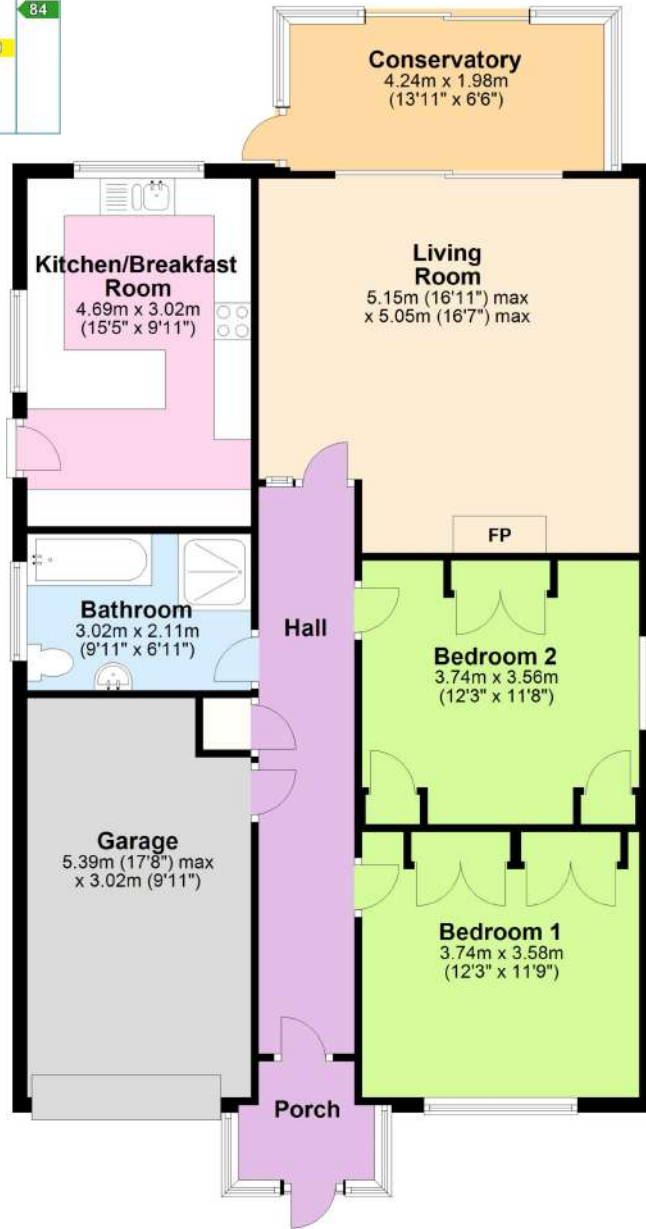 84
Conservatory
4.24m x 1.98m
(13'11" x 6'6")
Kitchen/Breakfast
Room
4.69m x 3.02m
(15'5" x 9'11")
Living
Room
5.15m (16'11") max
x 5.05m (16'7") max
FP
Bathroom
3.02m x 2.11m
(9'11" x 6'11")
Hall
Bedroom 2
3.74m x 3.56m
(12'3" x 11'8")
Garage
5.39m (17'8") max
x 3.02m (9'11")
Bedroom 1
3.74m x 3.58m
(12'3" x 11'9")
Porch